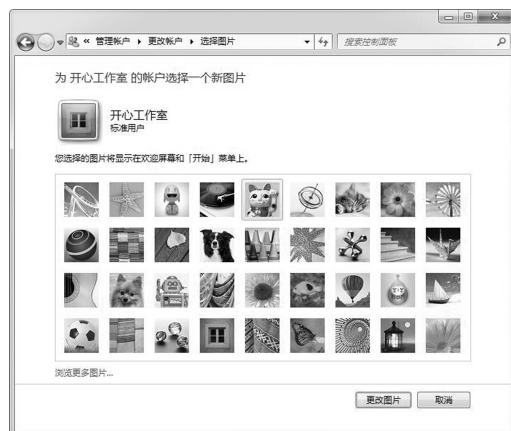 « 管理帐户 ▸ 更改帐户 ▸ 选择图片
搜索控制面板
为 开心工作室 的帐户选择一个新图片
开心工作室
标准用户
您选择的图片将显示在欢迎屏幕和「开始」菜单上。
浏览更多图片...
更改图片
取消